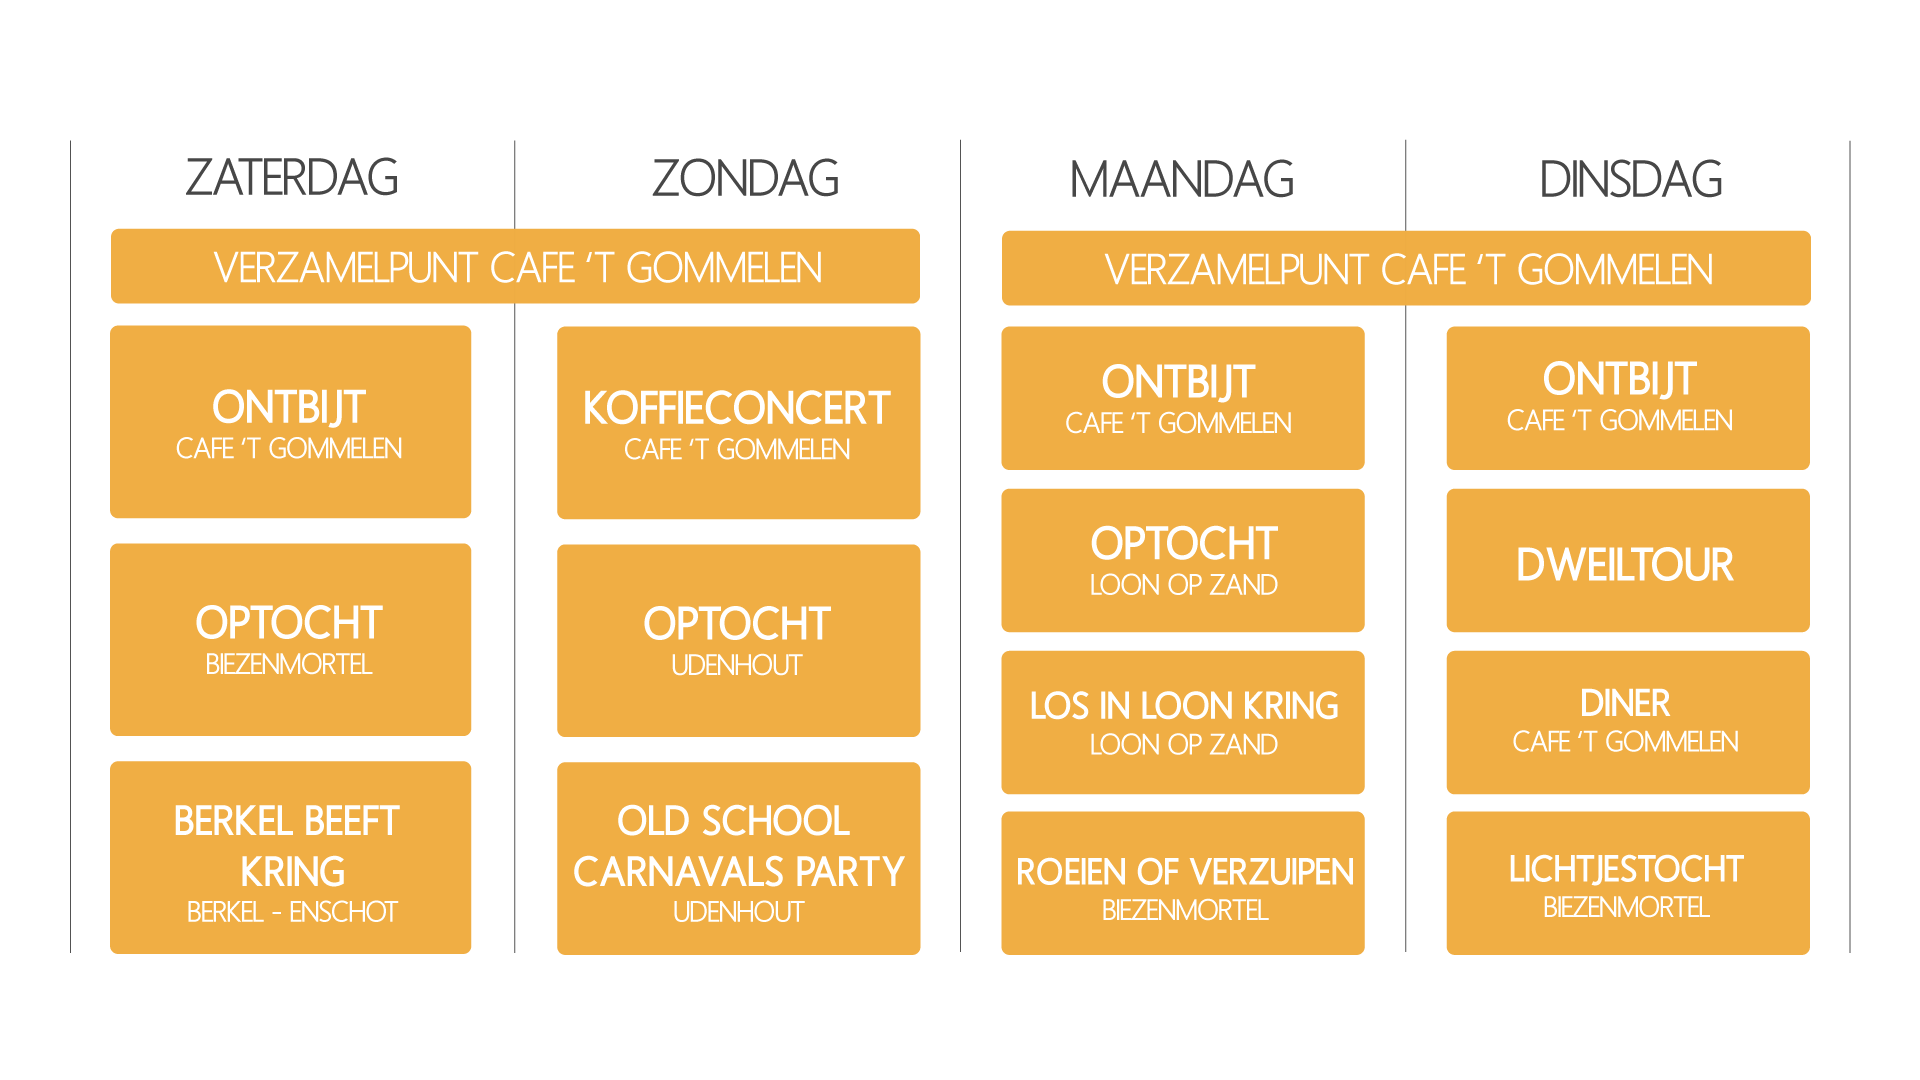 ZATERDAG
ZONDAG
VERZAMELPUNT CAFE ‘T GOMMELEN
ONTBIJT
CAFE ‘T GOMMELEN
KOFFIECONCERT
CAFE ‘T GOMMELEN
OPTOCHT
BIEZENMORTEL
OPTOCHT
UDENHOUT
BERKEL BEEFT
KRING
BERKEL - ENSCHOT
OLD SCHOOL
CARNAVALS PARTY
UDENHOUT
MAANDAG
DINSDAG
VERZAMELPUNT CAFE ‘T GOMMELEN
ONTBIJT
CAFE ‘T GOMMELEN
ONTBIJT
CAFE ‘T GOMMELEN
OPTOCHT
LOON OP ZAND
DWEILTOUR
LOS IN LOON KRING
LOON OP ZAND
DINER
CAFE ‘T GOMMELEN
ROEIEN OF VERZUIPEN
BIEZENMORTEL
LICHTJESTOCHT
BIEZENMORTEL